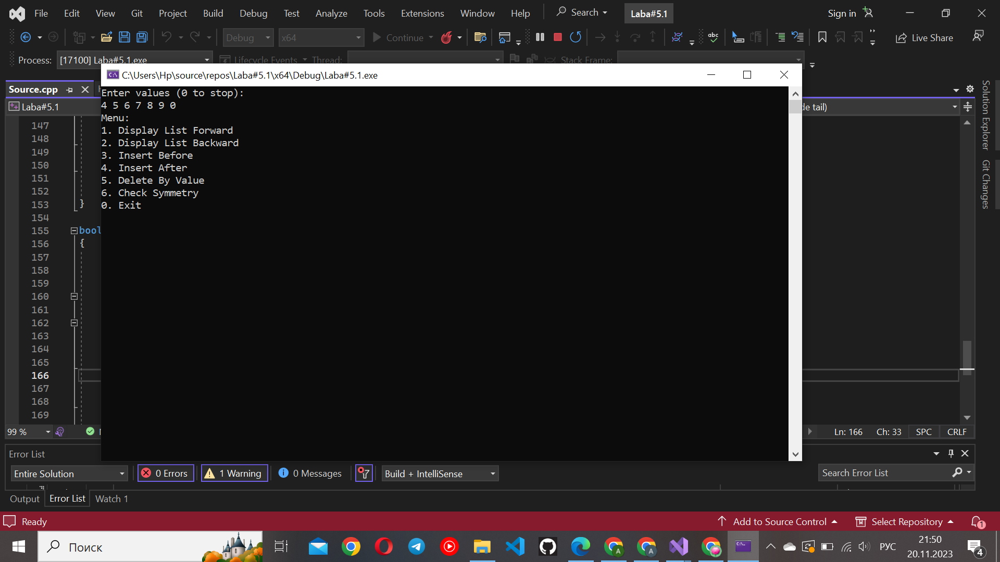 File Edit View Git Project Build Debug Test Analyze Tools Extensions Window Help Search Laba#5.1 Sign in
Debug x64 Continue abc Live Share
Process: [17100] Laba#5.1.exe Lifecycle Events Thread: Stack Frame:
C:\Users\Hp\source\repos\Laba#5.1\x64\Debug\Laba#5.1.exe
Source.cpp
Laba#5.1
de tail)
Solution Explorer
Git Changes
Enter values (0 to stop):
4 5 6 7 8 9 0
Menu:
1. Display List Forward
2. Display List Backward
3. Insert Before
4. Insert After
5. Delete By Value
6. Check Symmetry
0. Exit
147
148
149
150
151
152
153 }
154
155 bool
156 {
157
158
159
160
161
162
163
164
165
166
167
168
169
99 % Ln: 166 Ch: 33 SPC CRLF
Error List
Entire Solution 0 Errors 1 Warning 0 Messages Build + IntelliSense Search Error List
Output Error List Watch 1
Ready Add to Source Control Select Repository 1
Поиск A A РУС 21:50
20.11.2023 4